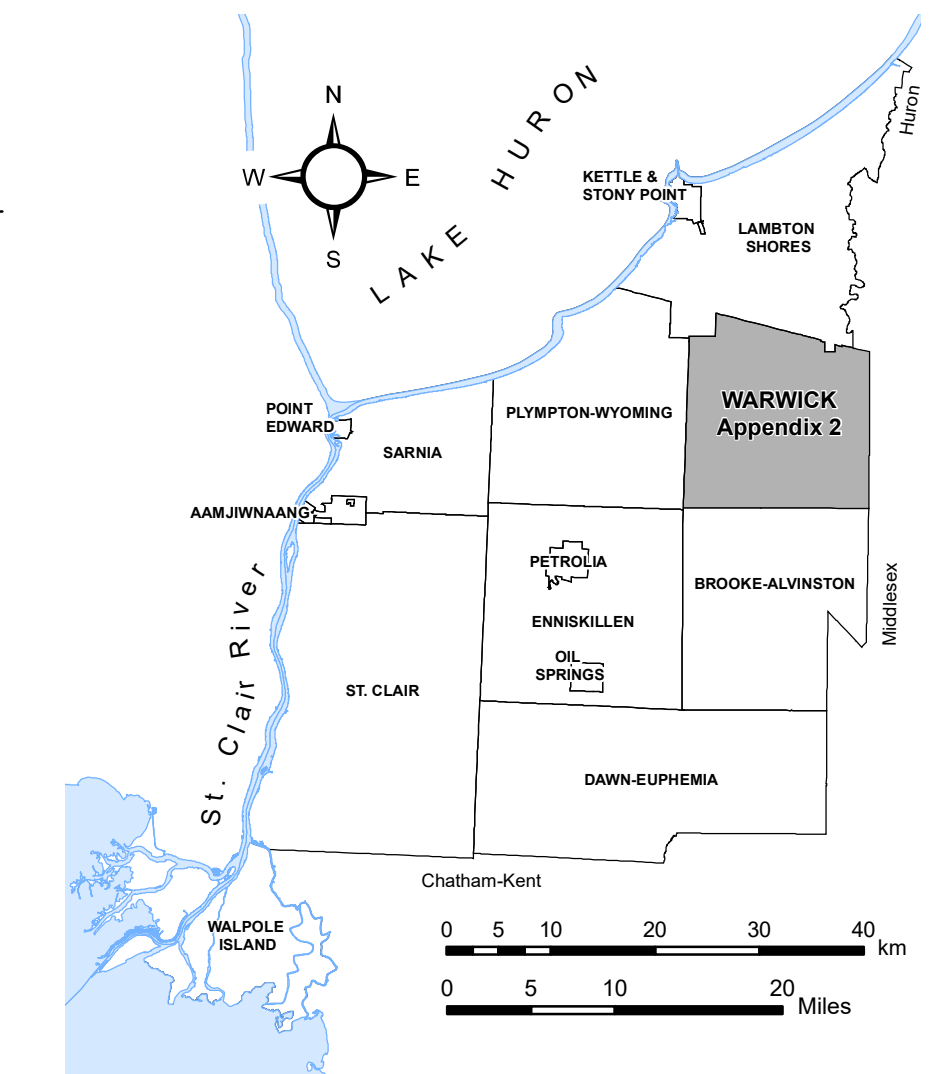 N
W
E
S
LAKE HURON
Huron
KETTLE &
STONY POINT
LAMBTON
SHORES
POINT
EDWARD
PLYMPTON-WYOMING
WARWICK
Appendix 2
SARNIA
AAMJIWNAANG
PETROLIA
BROOKE-ALVINSTON
Middlesex
ENNISKILLEN
OIL
SPRINGS
ST. CLAIR
St. Clair River
DAWN-EUPHEMIA
Chatham-Kent
WALPOLE
ISLAND
0 5 10 20 30 40
km
0 5 10 20
Miles